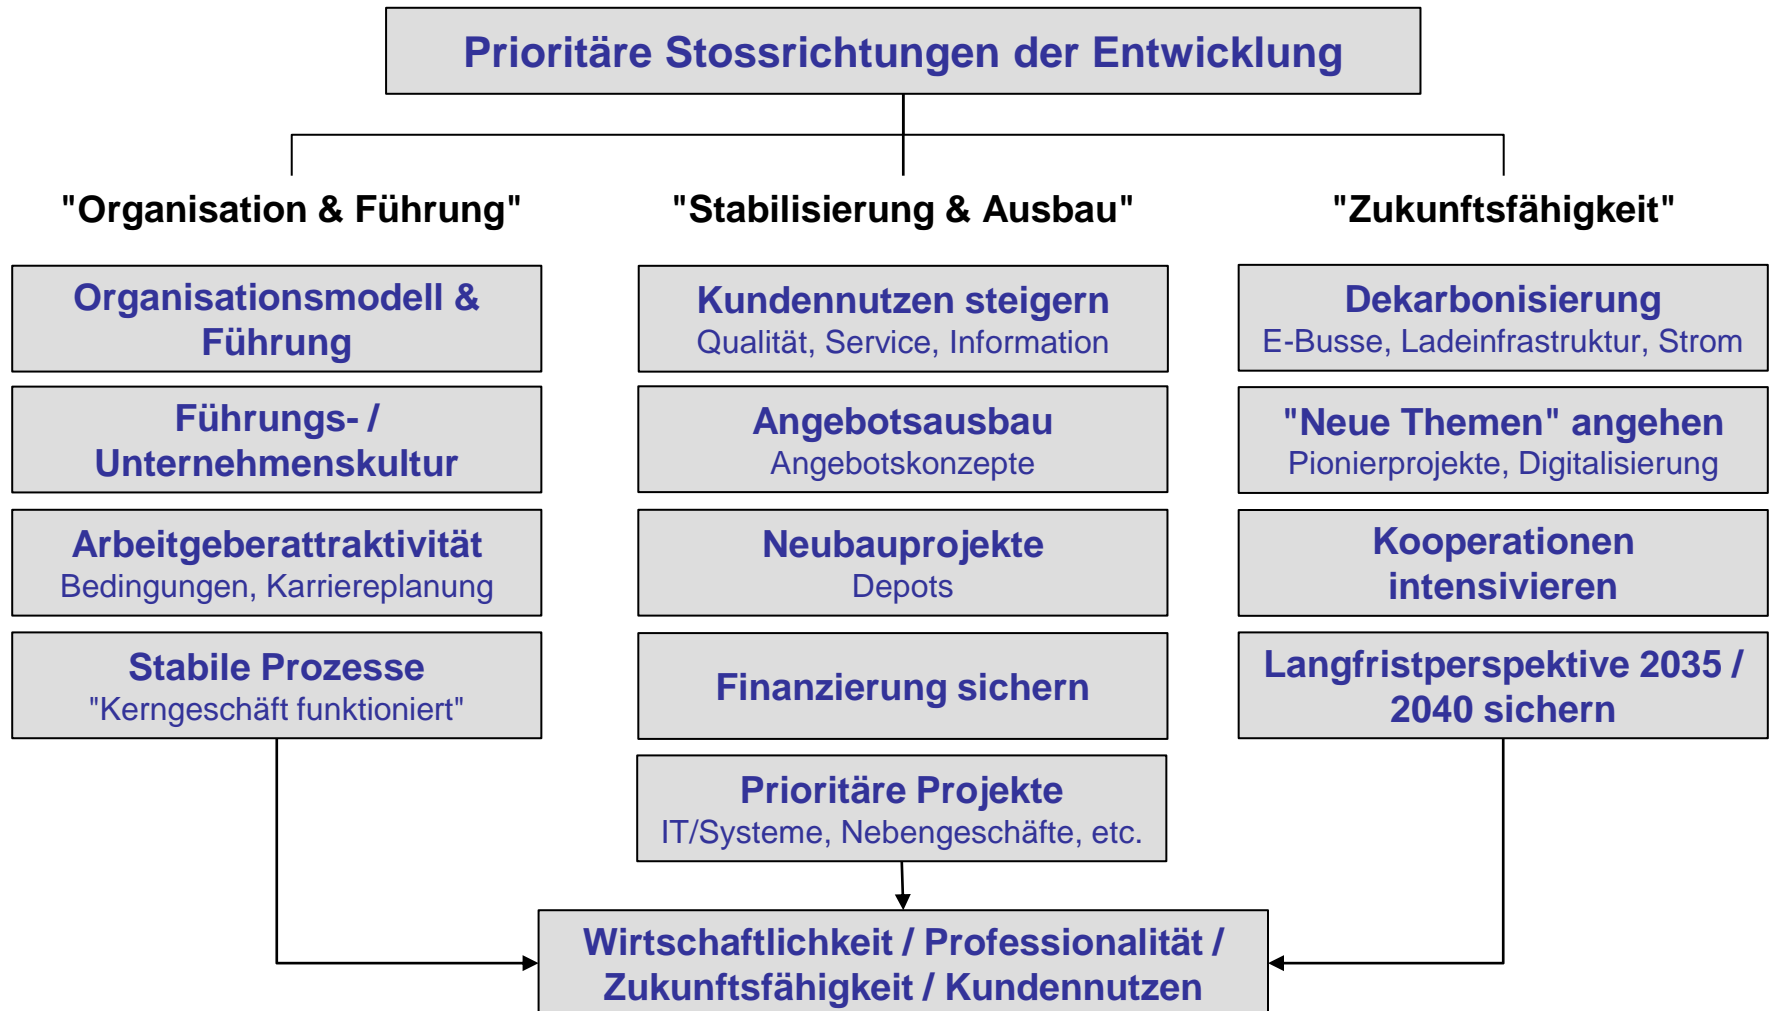 Prioritäre Stossrichtungen der Entwicklung
"Organisation & Führung"
Organisationsmodell &
Führung
Führungs- /
Unternehmenskultur
Arbeitgeberattraktivität
Bedingungen, Karriereplanung
Stabile Prozesse
"Kerngeschäft funktioniert"
"Stabilisierung & Ausbau"
Kundennutzen steigern
Qualität, Service, Information
Angebotsausbau
Angebotskonzepte
Neubauprojekte
Depots
Finanzierung sichern
Prioritäre Projekte
IT/Systeme, Nebengeschäfte, etc.
"Zukunftsfähigkeit"
Dekarbonisierung
E-Busse, Ladeinfrastruktur, Strom
"Neue Themen" angehen
Pionierprojekte, Digitalisierung
Kooperationen
intensivieren
Langfristperspektive 2035 /
2040 sichern
Wirtschaftlichkeit / Professionalität /
Zukunftsfähigkeit / Kundennutzen